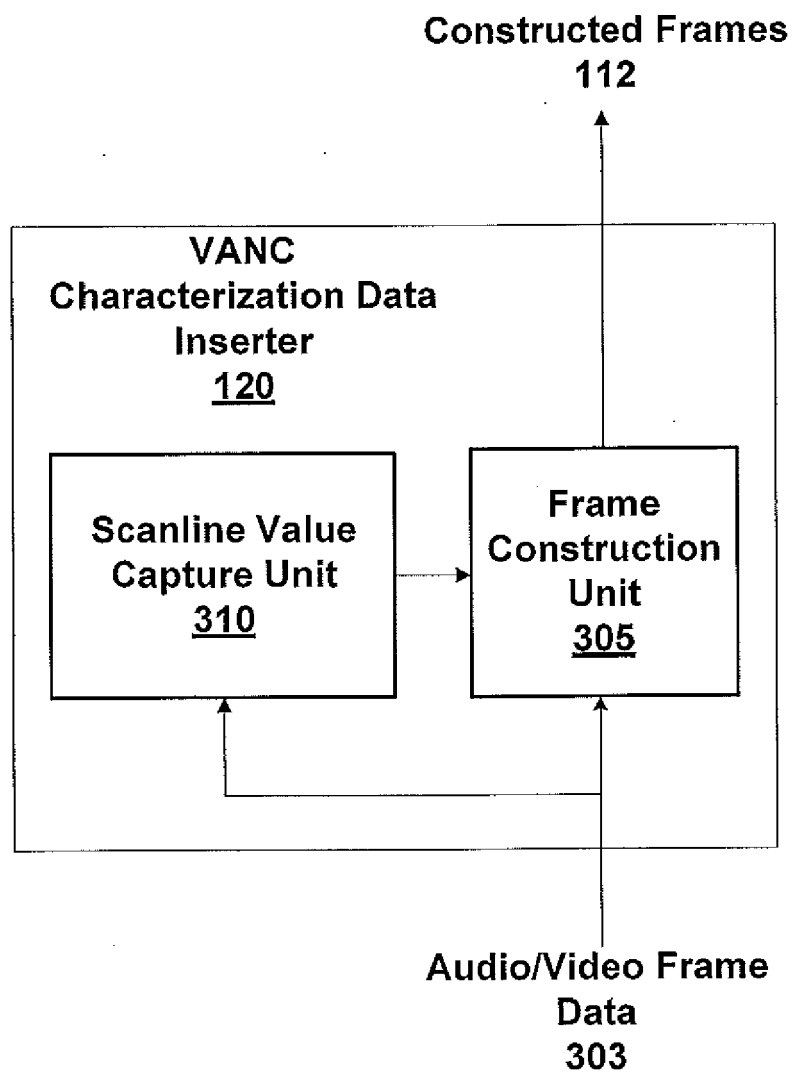 Constructed Frames
112
VANC
Characterization Data
Inserter
120
Scanline Value
Capture Unit
310
Frame
Construction
Unit
305
Audio/Video Frame
Data
303